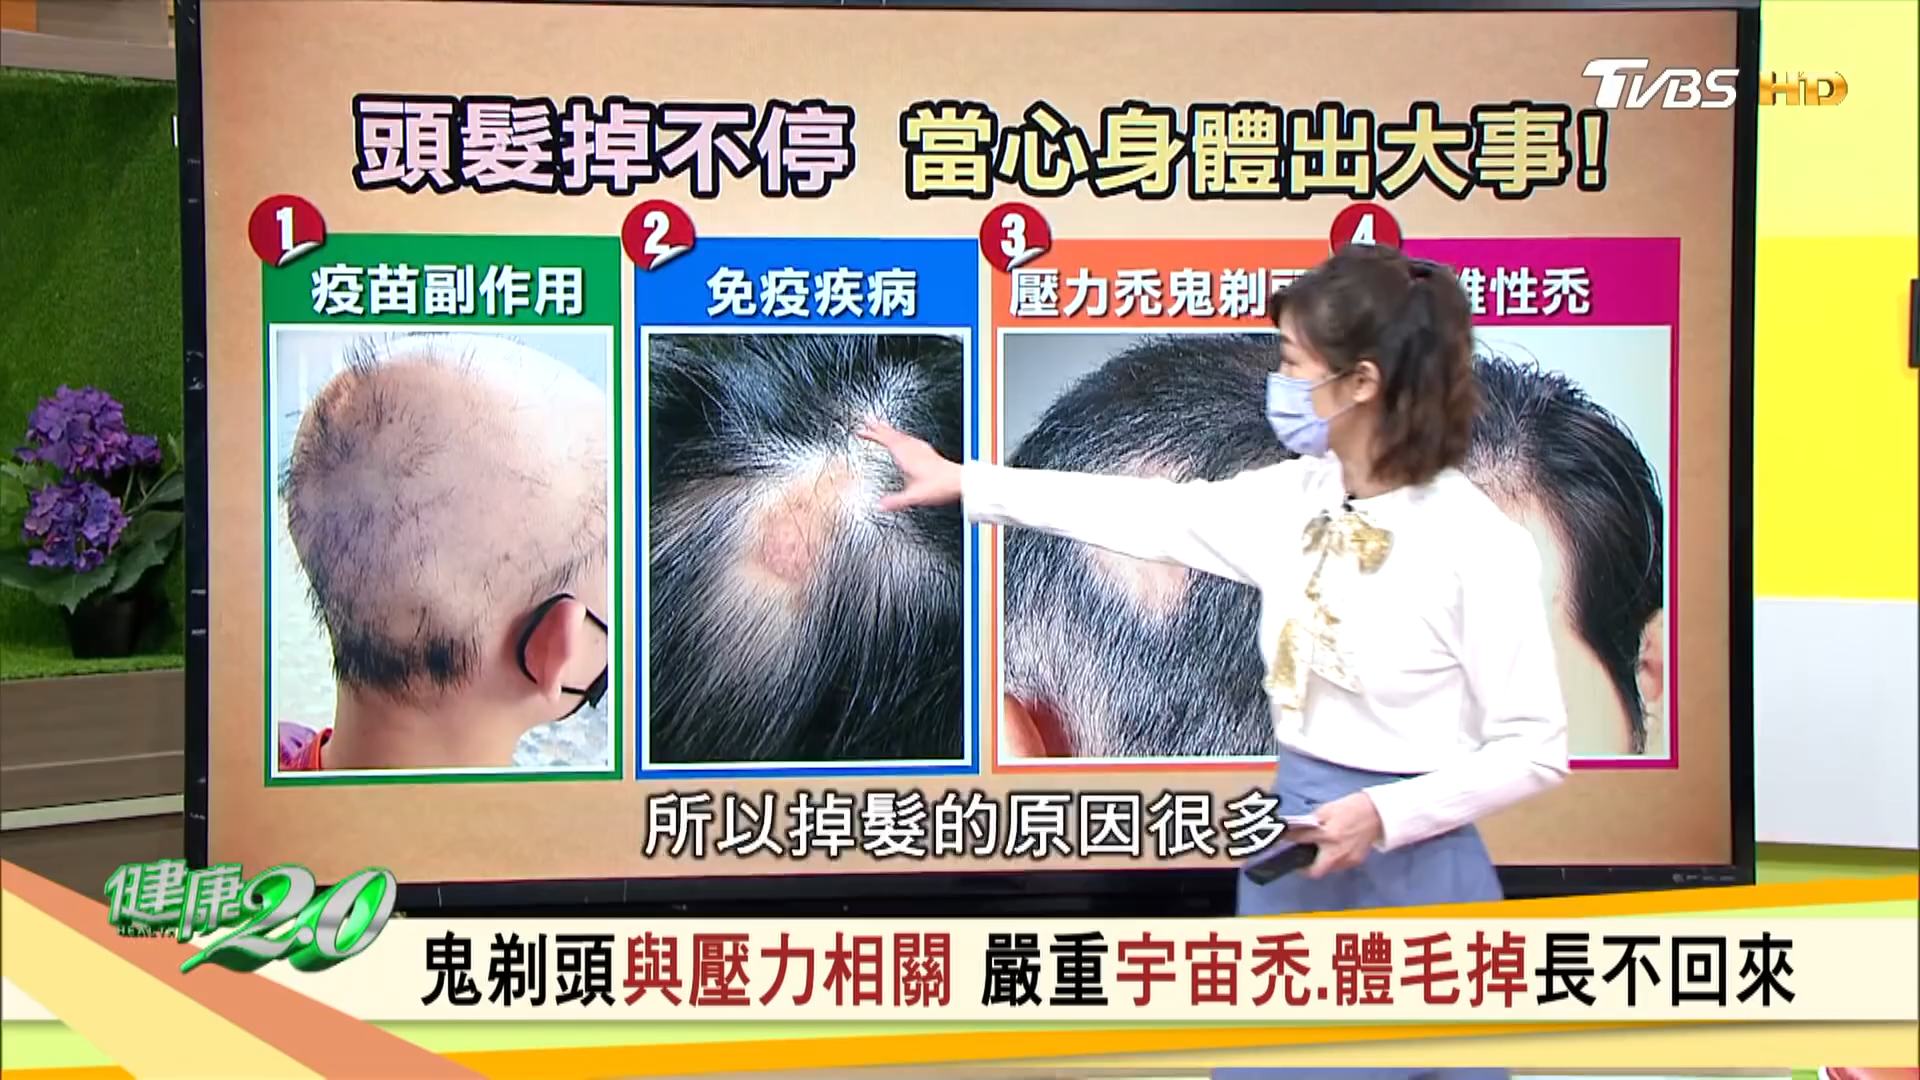 TVBS HD
頭髮掉不停 當心身體出大事!
1
疫苗副作用
2
免疫疾病
3
壓力禿鬼剃
4
性禿
所以掉髮的原因很多
健康2.0
HEALTH
鬼剃頭與壓力相關 嚴重宇宙禿.體毛掉長不回來